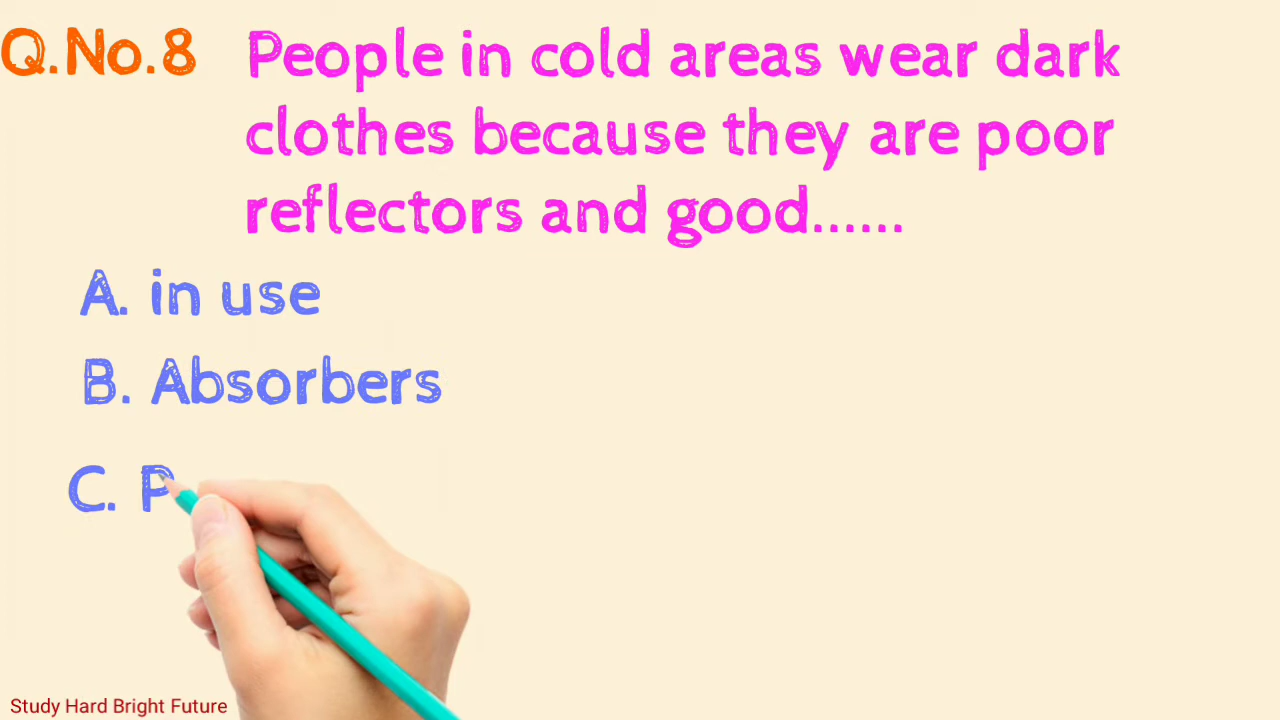 Q.No.8 People in cold areas wear dark
clothes because they are poor
reflectors and good......
A. in use
B. Absorbers
C. P
Study Hard Bright Future